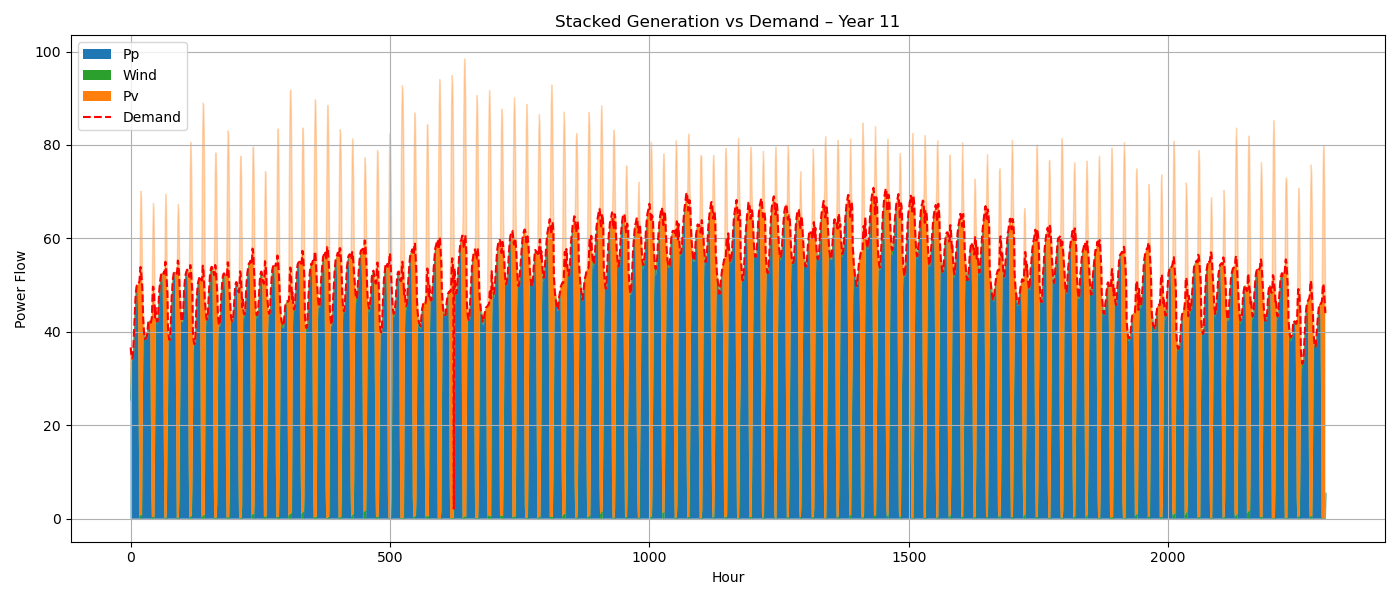 Stacked Generation vs Demand – Year 11
Pp
Wind
Pv
Demand
Power Flow
100
80
60
40
20
0
0 500 1000 1500 2000
Hour